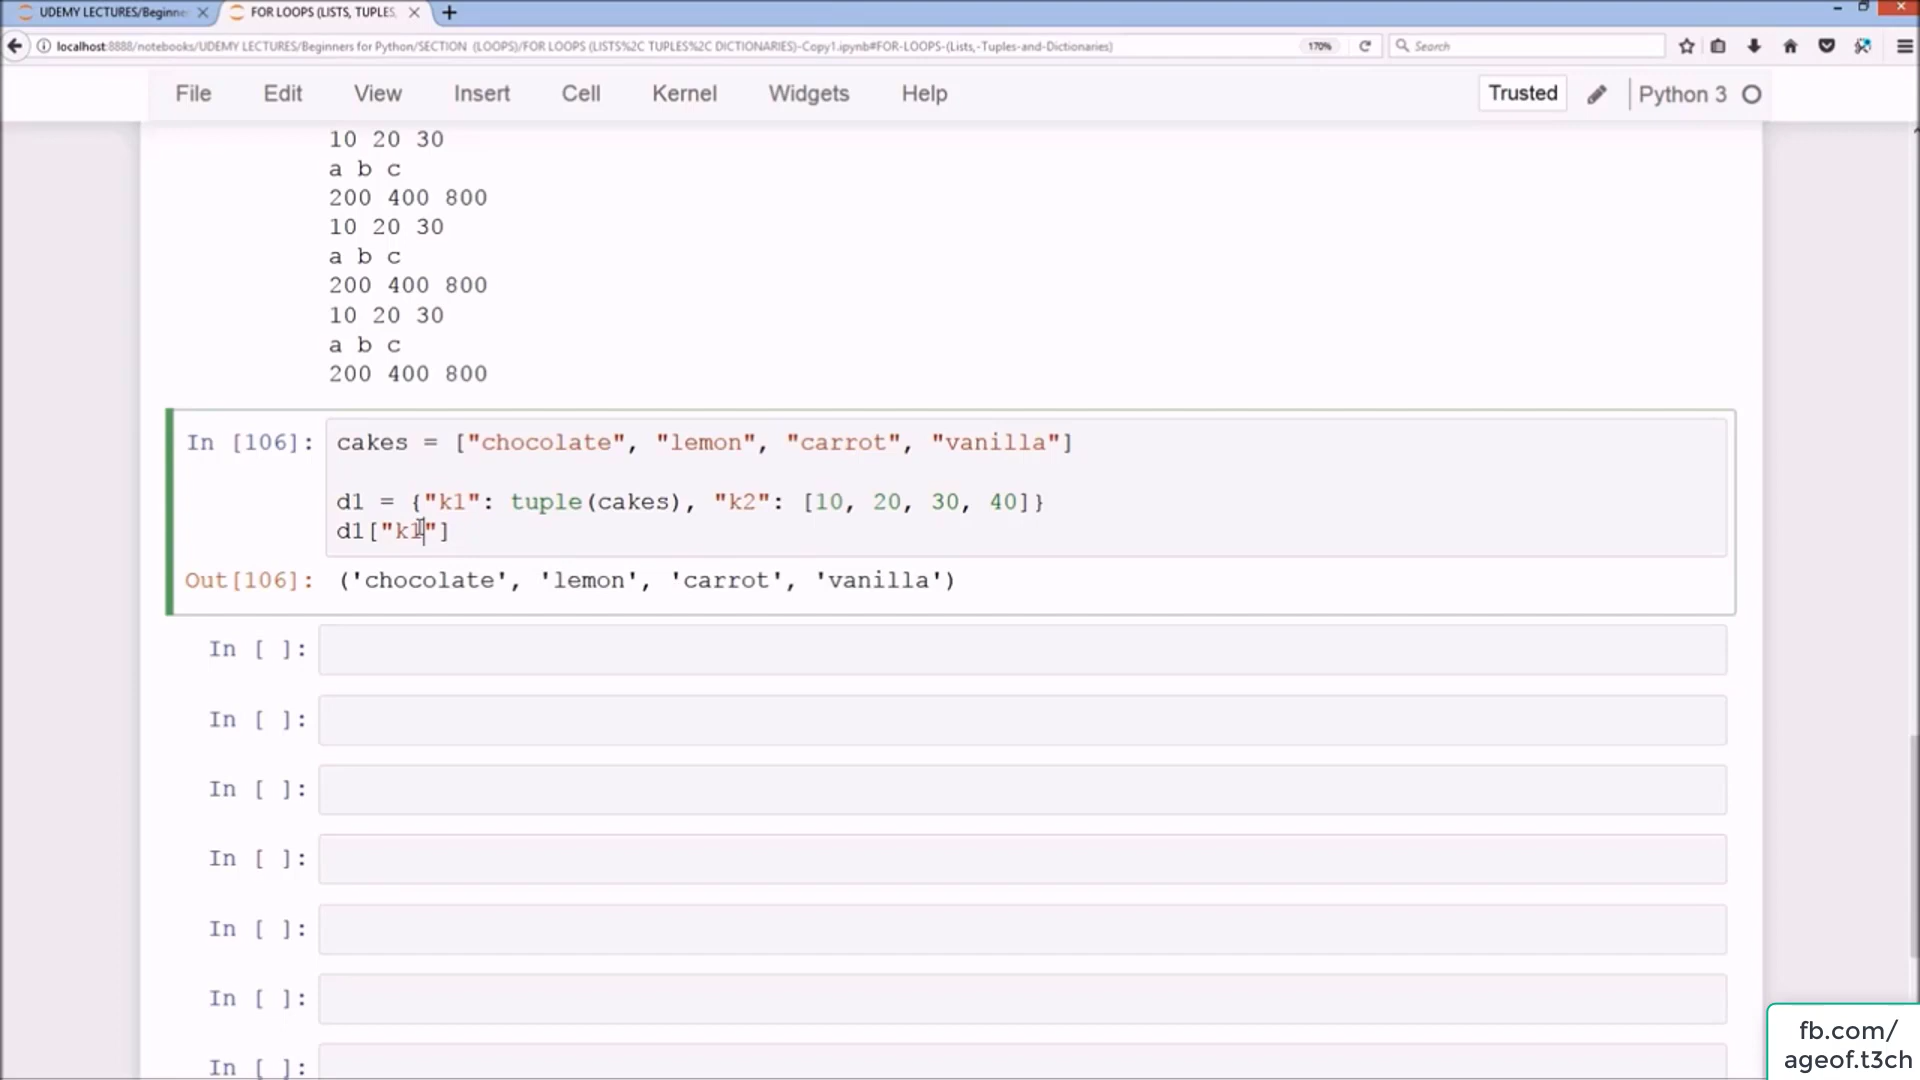 UDEMY LECTURES/Beginne
FOR LOOPS (LISTS, TUPLES,
localhost:8888/notebooks/UDEMY LECTURES/Beginners for Python/SECTION (LOOPS)/FOR LOOPS (LISTS%2C TUPLES%2C DICTIONARIES)-Copy1.ipynb#FOR-LOOPS-(Lists,-Tuples-and-Dictionaries)
170%
Search
File Edit View Insert Cell Kernel Widgets Help
Trusted
Python 3
10 20 30
a b c
200 400 800
10 20 30
a b c
200 400 800
10 20 30
a b c
200 400 800
In [106]: cakes = ["chocolate", "lemon", "carrot", "vanilla"]
d1 = {"k1": tuple(cakes), "k2": [10, 20, 30, 40]}
d1["k1"]
Out[106]: ('chocolate', 'lemon', 'carrot', 'vanilla')
In [ ]:
In [ ]:
In [ ]:
In [ ]:
In [ ]:
In [ ]:
In [ ]:
fb.com/
ageof.t3ch